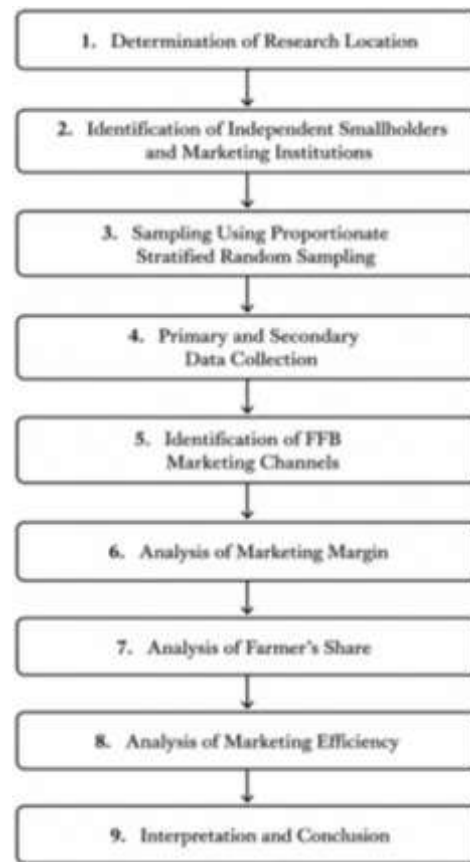 1. Determination of Research Location
2. Identification of Independent Smallholders
and Marketing Institutions
3. Sampling Using Proportionate
Stratified Random Sampling
4. Primary and Secondary
Data Collection
5. Identification of FFB
Marketing Channels
6. Analysis of Marketing Margin
7. Analysis of Farmer's Share
8. Analysis of Marketing Efficiency
9. Interpretation and Conclusion